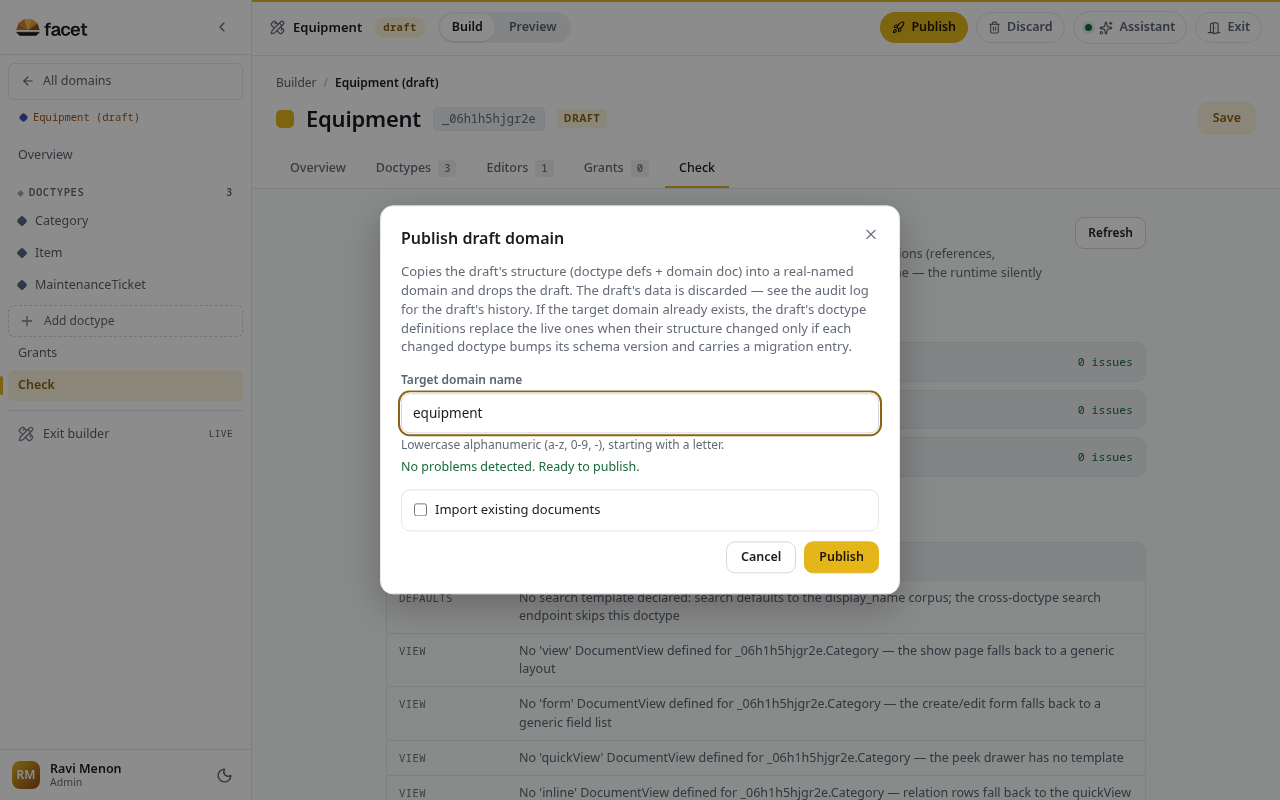 facet
Equipment
draft
Build
Preview
Publish
Discard
Assistant
Exit
All domains
Equipment (draft)
Overview
DOCTYPES
3
Category
Item
MaintenanceTicket
Add doctype
Grants
Check
Exit builder
LIVE
RM
Ravi Menon
Admin
Builder / Equipment (draft)
Equipment
_06h1h5hjgr2e
DRAFT
Save
Overview
Doctypes 3
Editors 1
Grants 0
Check
Refresh
ions (references,
e — the runtime silently
0 issues
0 issues
0 issues
Publish draft domain
Copies the draft's structure (doctype defs + domain doc) into a real-named
domain and drops the draft. The draft's data is discarded — see the audit log
for the draft's history. If the target domain already exists, the draft's doctype
definitions replace the live ones when their structure changed only if each
changed doctype bumps its schema version and carries a migration entry.
Target domain name
equipment
Lowercase alphanumeric (a-z, 0-9, -), starting with a letter.
No problems detected. Ready to publish.
Import existing documents
Cancel
Publish
DEFAULTS
No search template declared: search defaults to the display_name corpus; the cross-doctype search
endpoint skips this doctype
VIEW
No 'view' DocumentView defined for _06h1h5hjgr2e.Category — the show page falls back to a generic
layout
VIEW
No 'form' DocumentView defined for _06h1h5hjgr2e.Category — the create/edit form falls back to a
generic field list
VIEW
No 'quickView' DocumentView defined for _06h1h5hjgr2e.Category — the peek drawer has no template
VIEW
No 'inline' DocumentView defined for _06h1h5hjgr2e.Category — relation rows fall back to the quickView